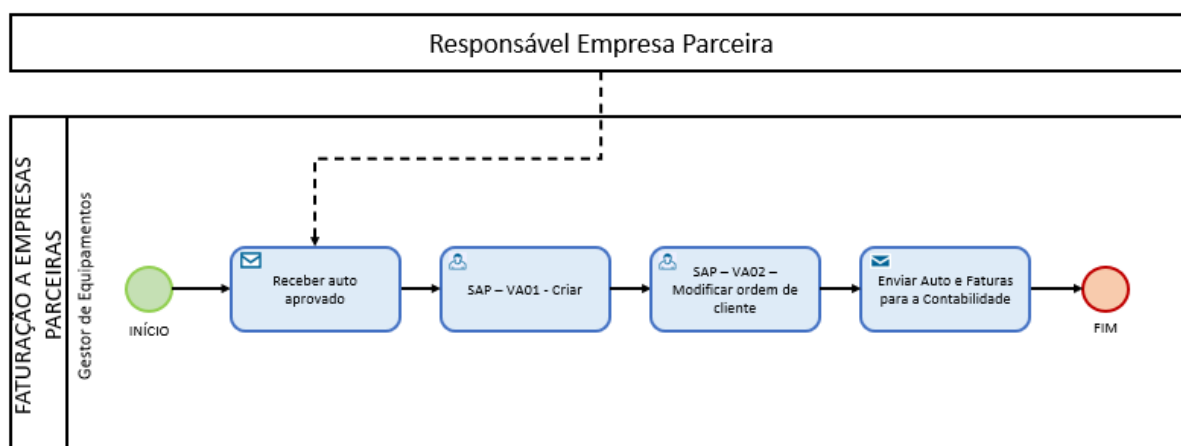 Responsável Empresa Parceira
FATURAÇÃO A EMPRESAS
PARCEIRAS
Gestor de Equipamentos
INÍCIO
Receber auto
aprovado
SAP – VA01 - Criar
SAP – VA02 –
Modificar ordem de
cliente
Enviar Auto e Faturas
para a Contabilidade
FIM